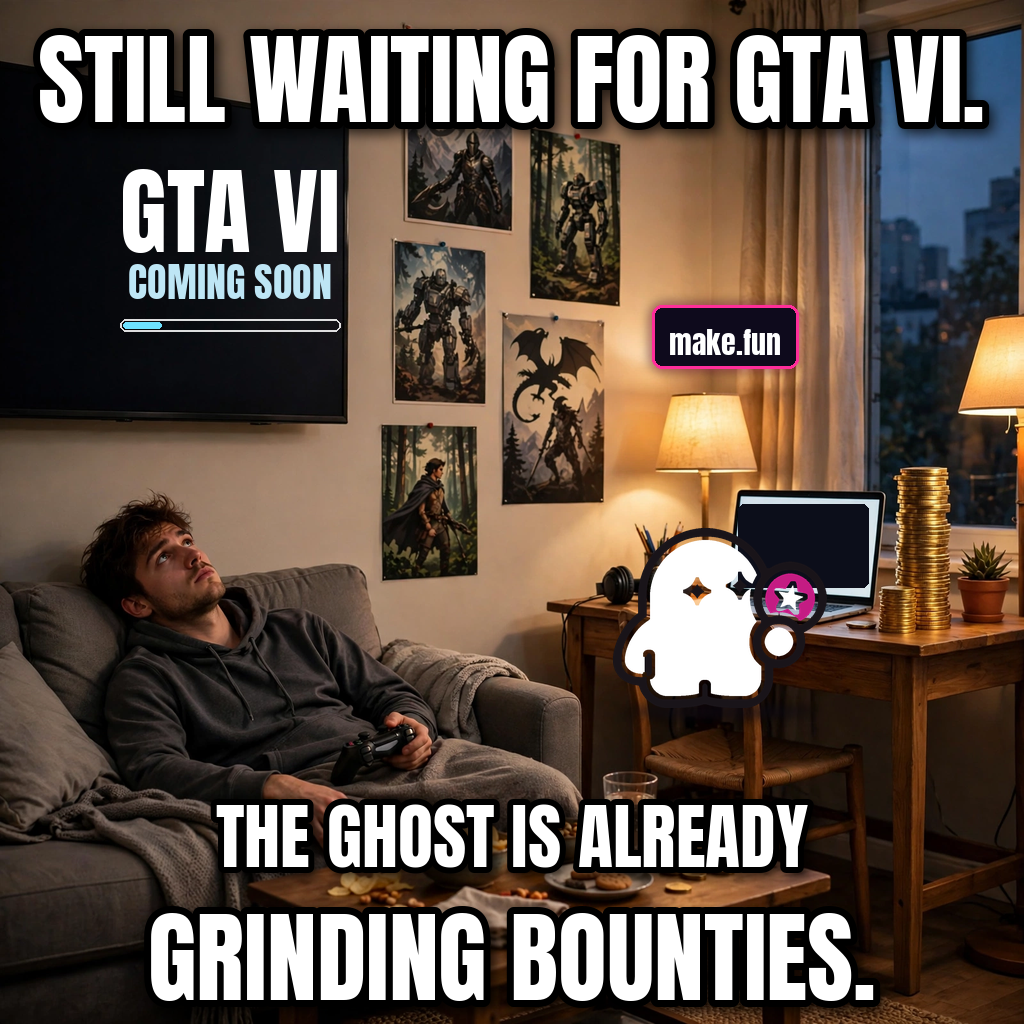 STILL WAITING FOR GTA VI.
GTA VI
COMING SOON
make.fun
THE GHOST IS ALREADY
GRINDING BOUNTIES.